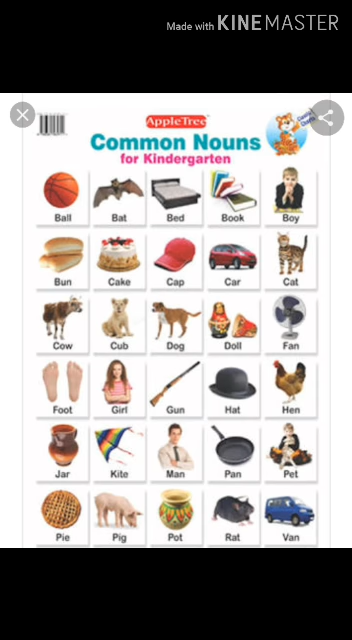 Made with KINEMASTER
AppleTree
Common Nouns
for Kindergarten
Ball Bat Bed Book Boy
Bun Cake Cap Car Cat
Cow Cub Dog Doll Fan
Foot Girl Gun Hat Hen
Jar Kite Man Pan Pet
Pie Pig Pot Rat Van